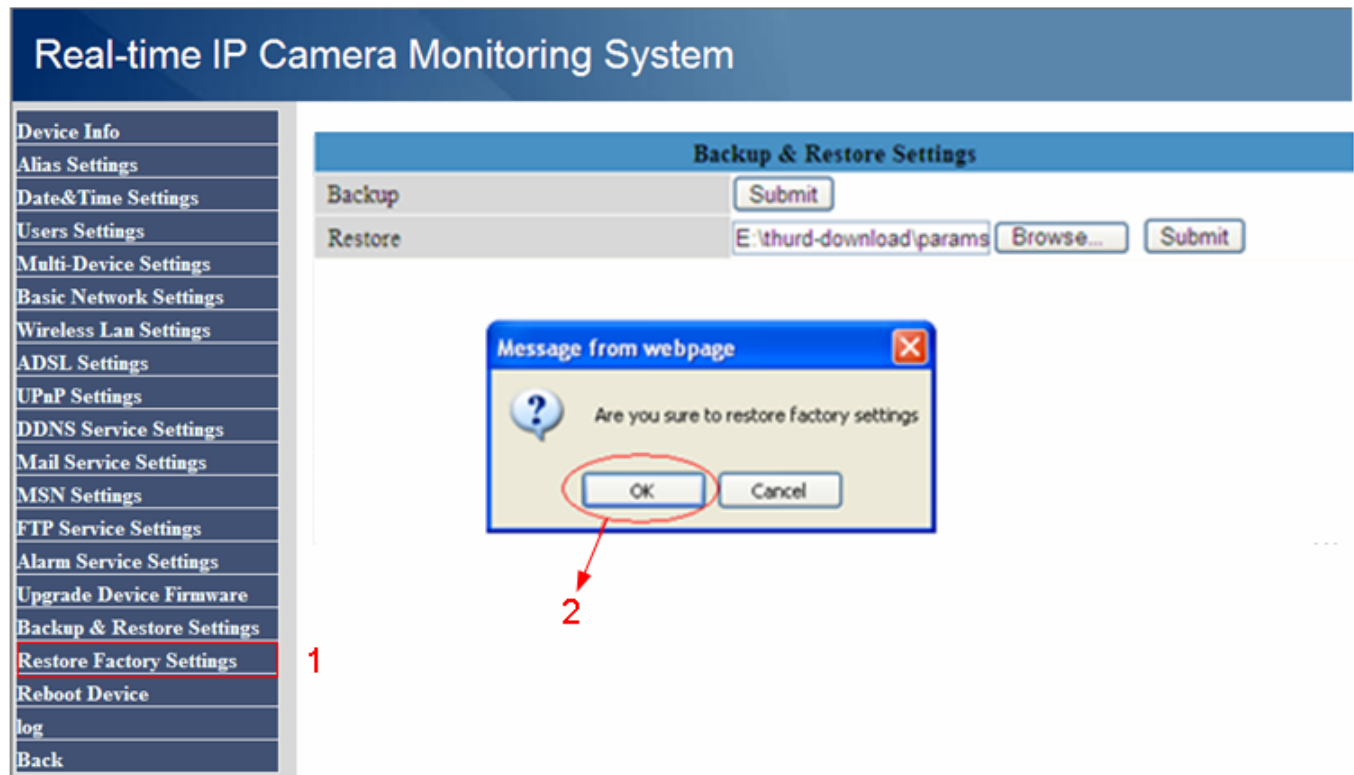 Real-time IP Camera Monitoring System
Device Info
Alias Settings
Date&Time Settings
Users Settings
Multi-Device Settings
Basic Network Settings
Wireless Lan Settings
ADSL Settings
UPnP Settings
DDNS Service Settings
Mail Service Settings
MSN Settings
FTP Service Settings
Alarm Service Settings
Upgrade Device Firmware
Backup & Restore Settings
Restore Factory Settings
1
Reboot Device
log
Back
Backup & Restore Settings
Backup Submit
Restore E:\thurd-download\params Browse... Submit
Message from webpage
Are you sure to restore factory settings
OK Cancel
2